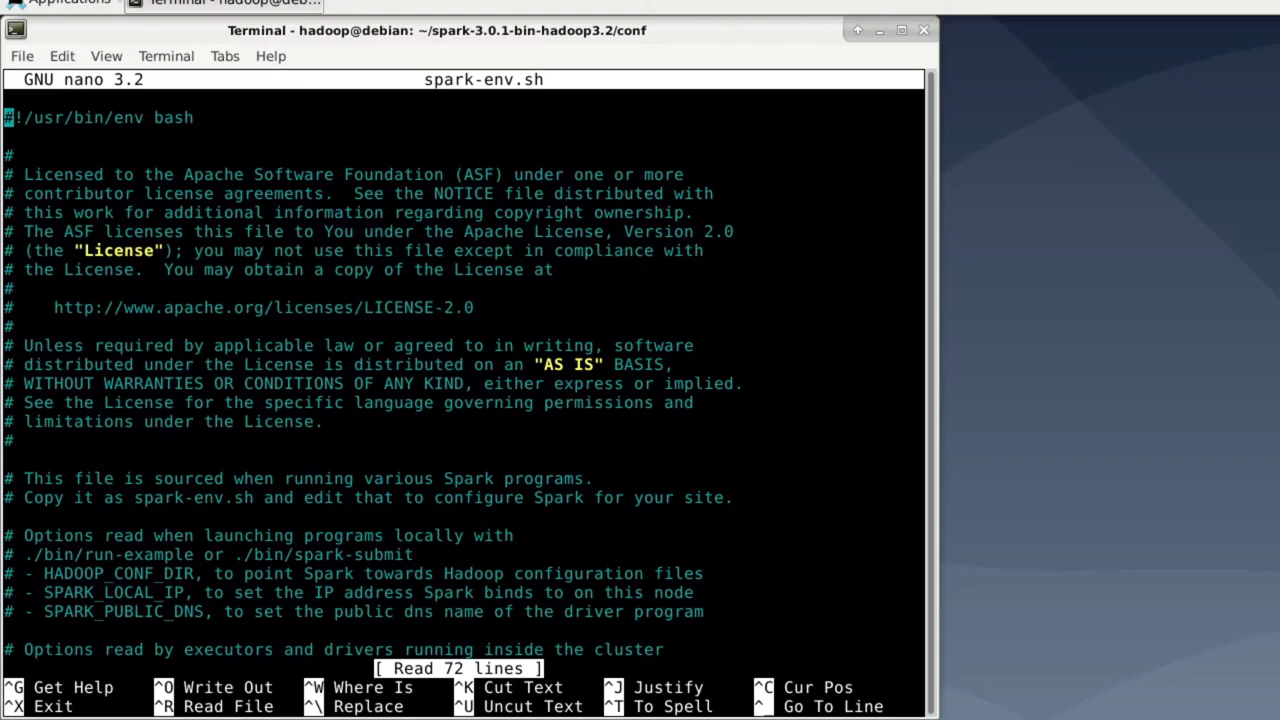 Applications
Terminal - hadoop@deb...
Terminal - hadoop@debian: ~/spark-3.0.1-bin-hadoop3.2/conf
File Edit View Terminal Tabs Help
GNU nano 3.2 spark-env.sh
#!/usr/bin/env bash
#
# Licensed to the Apache Software Foundation (ASF) under one or more
# contributor license agreements.  See the NOTICE file distributed with
# this work for additional information regarding copyright ownership.
# The ASF licenses this file to You under the Apache License, Version 2.0
# (the "License"); you may not use this file except in compliance with
# the License.  You may obtain a copy of the License at
#
#    http://www.apache.org/licenses/LICENSE-2.0
#
# Unless required by applicable law or agreed to in writing, software
# distributed under the License is distributed on an "AS IS" BASIS,
# WITHOUT WARRANTIES OR CONDITIONS OF ANY KIND, either express or implied.
# See the License for the specific language governing permissions and
# limitations under the License.
#
# This file is sourced when running various Spark programs.
# Copy it as spark-env.sh and edit that to configure Spark for your site.
# Options read when launching programs locally with
# ./bin/run-example or ./bin/spark-submit
# - HADOOP_CONF_DIR, to point Spark towards Hadoop configuration files
# - SPARK_LOCAL_IP, to set the IP address Spark binds to on this node
# - SPARK_PUBLIC_DNS, to set the public dns name of the driver program
# Options read by executors and drivers running inside the cluster
[ Read 72 lines ]
^G Get Help ^O Write Out ^W Where Is ^K Cut Text ^J Justify ^C Cur Pos
^X Exit ^R Read File ^\ Replace ^U Uncut Text ^T To Spell ^_ Go To Line